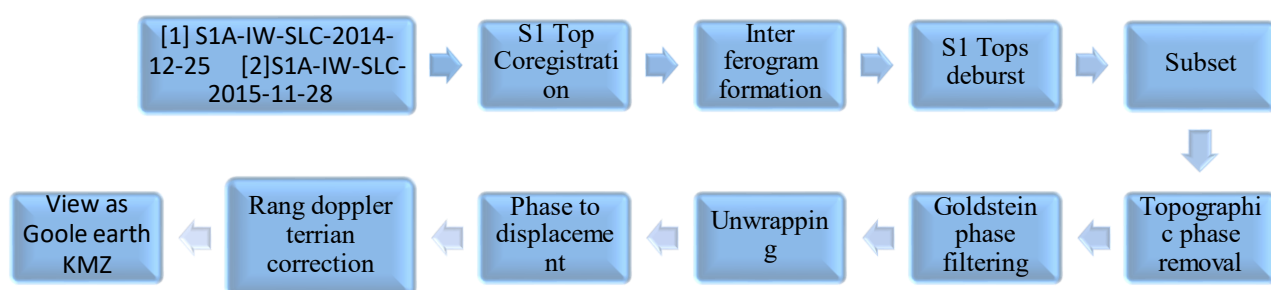 [1] S1A-IW-SLC-2014-
12-25 [2]S1A-IW-SLC-
2015-11-28
S1 Top
Coregistrati
on
Inter
ferogram
formation
S1 Tops
deburst
Subset
Topographi
c phase
removal
Goldstein
phase
filtering
Unwrappin
g
Phase to
displaceme
nt
Rang doppler
terrian
correction
View as
Goole earth
KMZ